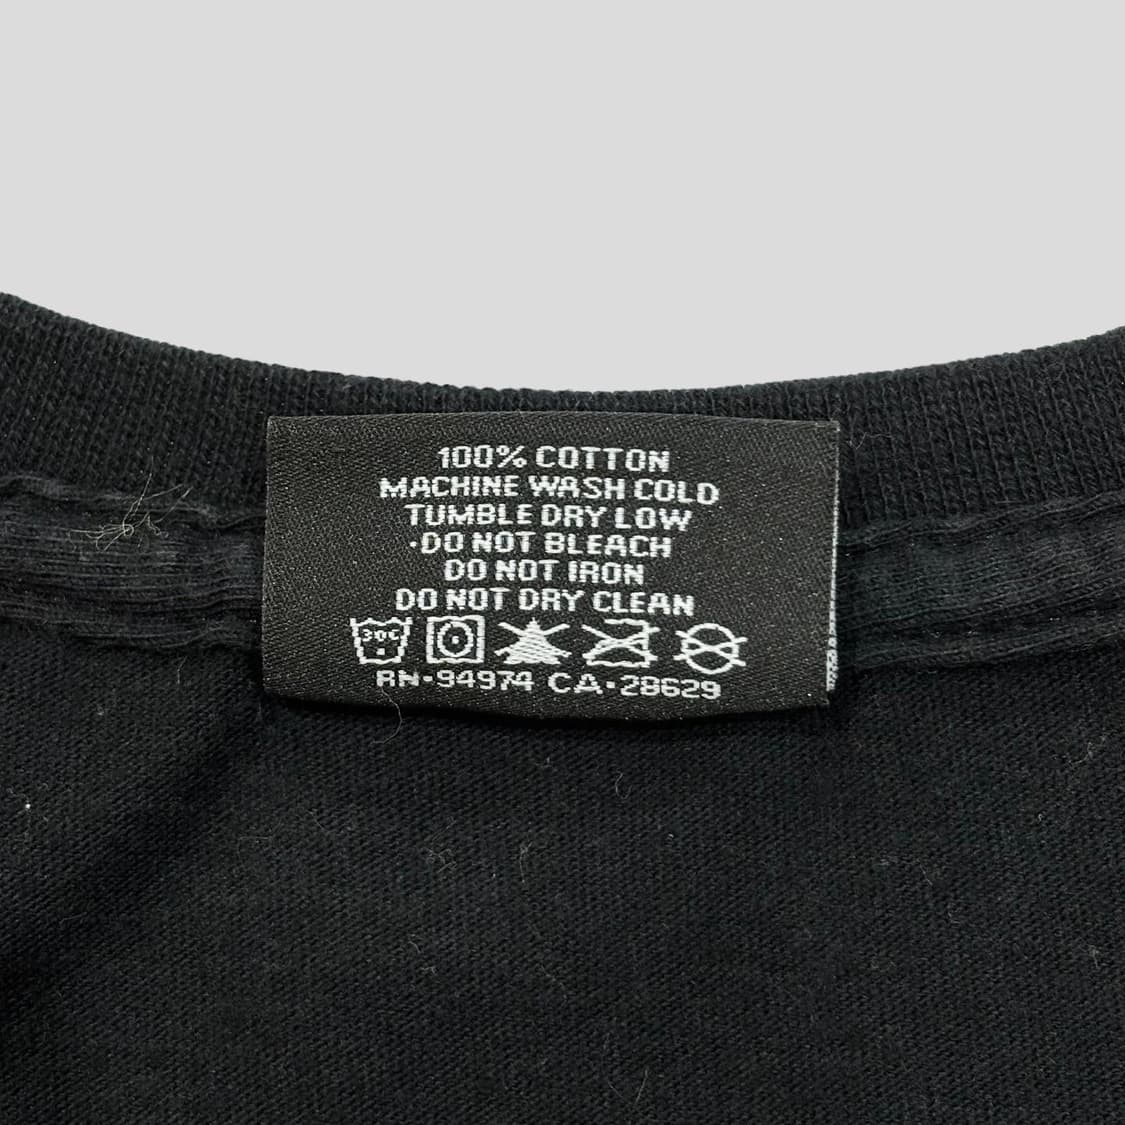 100% COTTON
MACHINE WASH COLD
TUMBLE DRY LOW
·DO NOT BLEACH
DO NOT IRON
DO NOT DRY CLEAN
30C
RN·94974 CA·28629